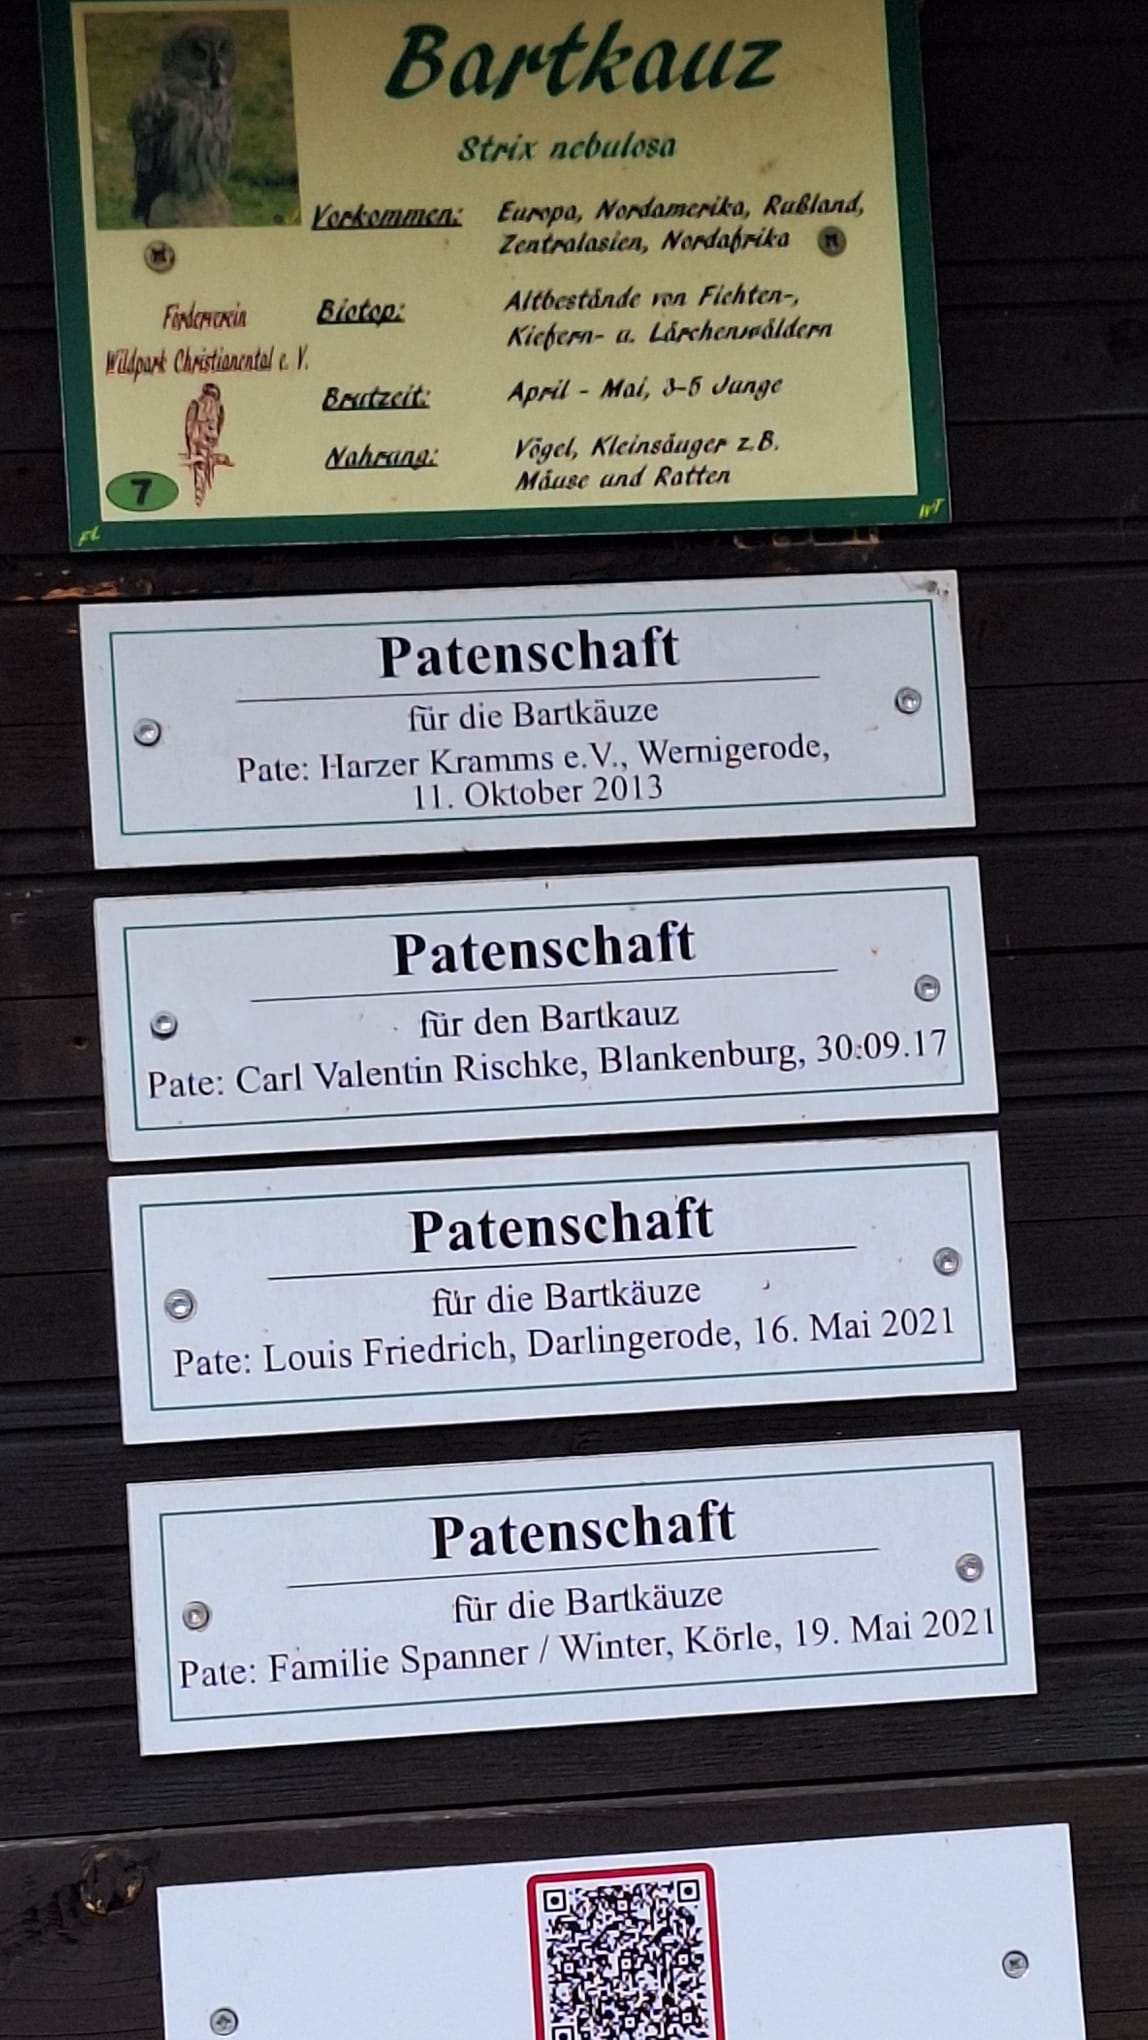 Bartkauz
Strix nebulosa
Vorkommen: Europa, Nordamerika, Rußland,
Zentralasien, Nordafrika
Förderverein
Wildpark Christianental e. V.
Biotop: Altbestände von Fichten-,
Kiefern- u. Lärchenwäldern
Brutzeit: April - Mai, 3-5 Junge
Nahrung: Vögel, Kleinsäuger z.B.
Mäuse und Ratten
7
FL
WT
Patenschaft
für die Bartkäuze
Pate: Harzer Kramms e.V., Wernigerode,
11. Oktober 2013
Patenschaft
für den Bartkauz
Pate: Carl Valentin Rischke, Blankenburg, 30.09.17
Patenschaft
für die Bartkäuze
Pate: Louis Friedrich, Darlingerode, 16. Mai 2021
Patenschaft
für die Bartkäuze
Pate: Familie Spanner / Winter, Körle, 19. Mai 2021